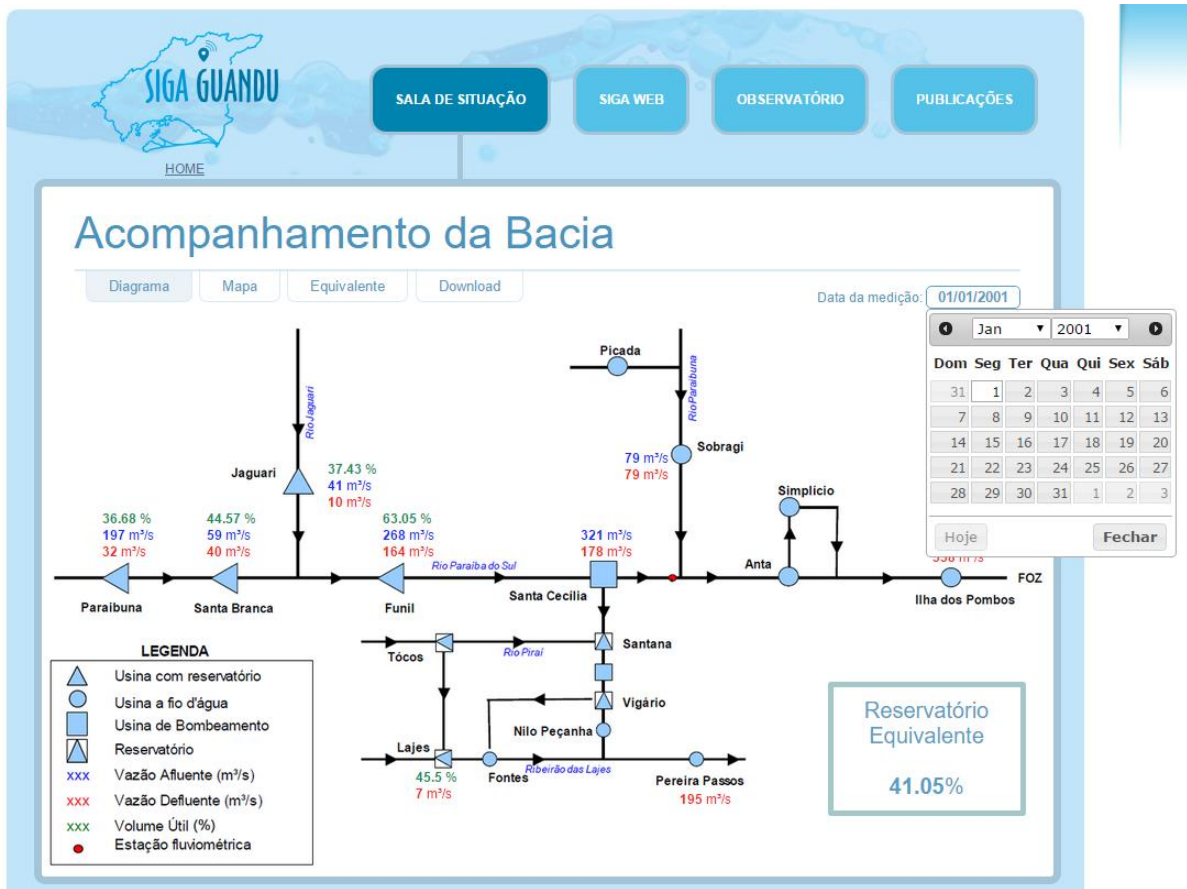 SIGA GUANDU
HOME
SALA DE SITUAÇÃO
SIGA WEB
OBSERVATÓRIO
PUBLICAÇÕES
Acompanhamento da Bacia
Diagrama
Mapa
Equivalente
Download
Data da medição: 01/01/2001
Jan 2001
Dom Seg Ter Qua Qui Sex Sáb
31 1 2 3 4 5 6
7 8 9 10 11 12 13
14 15 16 17 18 19 20
21 22 23 24 25 26 27
28 29 30 31 1 2 3
Hoje
Fechar
Rio Jaguari
Picada
Rio Paraibuna
Jaguari
37.43 %
41 m³/s
10 m³/s
79 m³/s
79 m³/s
Sobragi
Simplício
36.68 %
197 m³/s
32 m³/s
44.57 %
59 m³/s
40 m³/s
63.05 %
268 m³/s
164 m³/s
Rio Paraíba do Sul
321 m³/s
178 m³/s
Anta
m³/s
FOZ
Paraibuna
Santa Branca
Funil
Santa Cecília
Ilha dos Pombos
Tócos
Rio Piraí
Santana
Vigário
Nilo Peçanha
Lajes
45.5 %
7 m³/s
Fontes
Ribeirão das Lajes
Pereira Passos
195 m³/s
LEGENDA
Usina com reservatório
Usina a fio d'água
Usina de Bombeamento
Reservatório
xxx Vazão Afluente (m³/s)
xxx Vazão Defluente (m³/s)
xxx Volume Útil (%)
Estação fluviométrica
Reservatório
Equivalente
41.05%